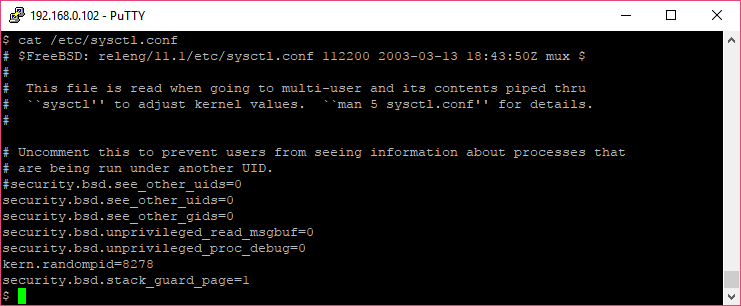 192.168.0.102 - PuTTY
$ cat /etc/sysctl.conf
# $FreeBSD: releng/11.1/etc/sysctl.conf 112200 2003-03-13 18:43:50Z mux $
#
#  This file is read when going to multi-user and its contents piped thru
#  ``sysctl'' to adjust kernel values.  ``man 5 sysctl.conf'' for details.
#
# Uncomment this to prevent users from seeing information about processes that
# are being run under another UID.
#security.bsd.see_other_uids=0
security.bsd.see_other_uids=0
security.bsd.see_other_gids=0
security.bsd.unprivileged_read_msgbuf=0
security.bsd.unprivileged_proc_debug=0
kern.randompid=8278
security.bsd.stack_guard_page=1
$